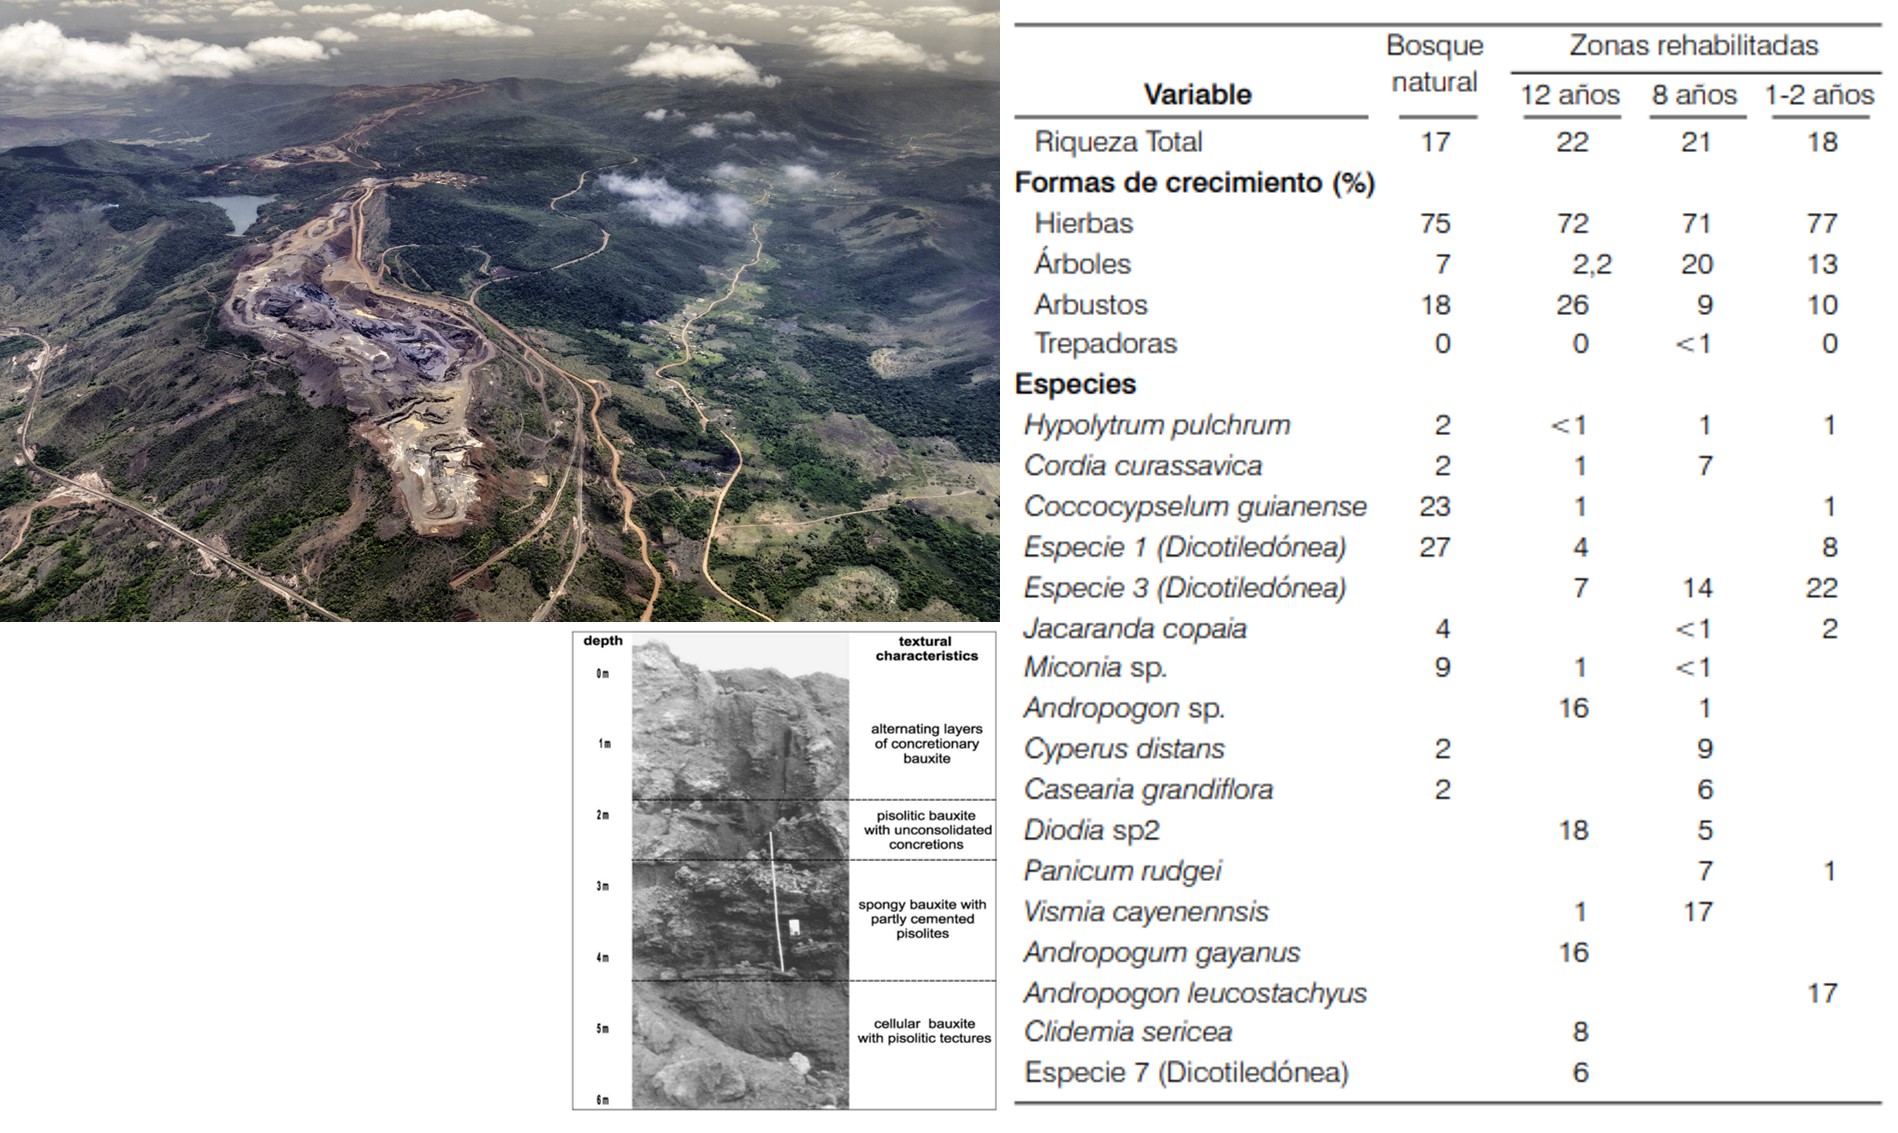 depth
textural
characteristics
0m
alternating layers
of concretionary
bauxite
1m
2m
pisolitic bauxite
with unconsolidated
concretions
3m
spongy bauxite with
partly cemented
pisolites
4m
cellular bauxite
with pisolitic tectures
5m
6m
Variable Bosque natural Zonas rehabilitadas
12 años 8 años 1-2 años
Riqueza Total 17 22 21 18
Formas de crecimiento (%)
Hierbas 75 72 71 77
Árboles 7 2,2 20 13
Arbustos 18 26 9 10
Trepadoras 0 0 <1 0
Especies
Hypolytrum pulchrum 2 <1 1 1
Cordia curassavica 2 1 7
Coccocypselum guianense 23 1 1
Especie 1 (Dicotiledónea) 27 4 8
Especie 3 (Dicotiledónea) 7 14 22
Jacaranda copaia 4 <1 2
Miconia sp. 9 1 <1
Andropogon sp. 16 1
Cyperus distans 2 9
Casearia grandiflora 2 6
Diodia sp2 18 5
Panicum rudgei 7 1
Vismia cayenennsis 1 17
Andropogum gayanus 16
Andropogon leucostachyus 17
Clidemia sericea 8
Especie 7 (Dicotiledónea) 6